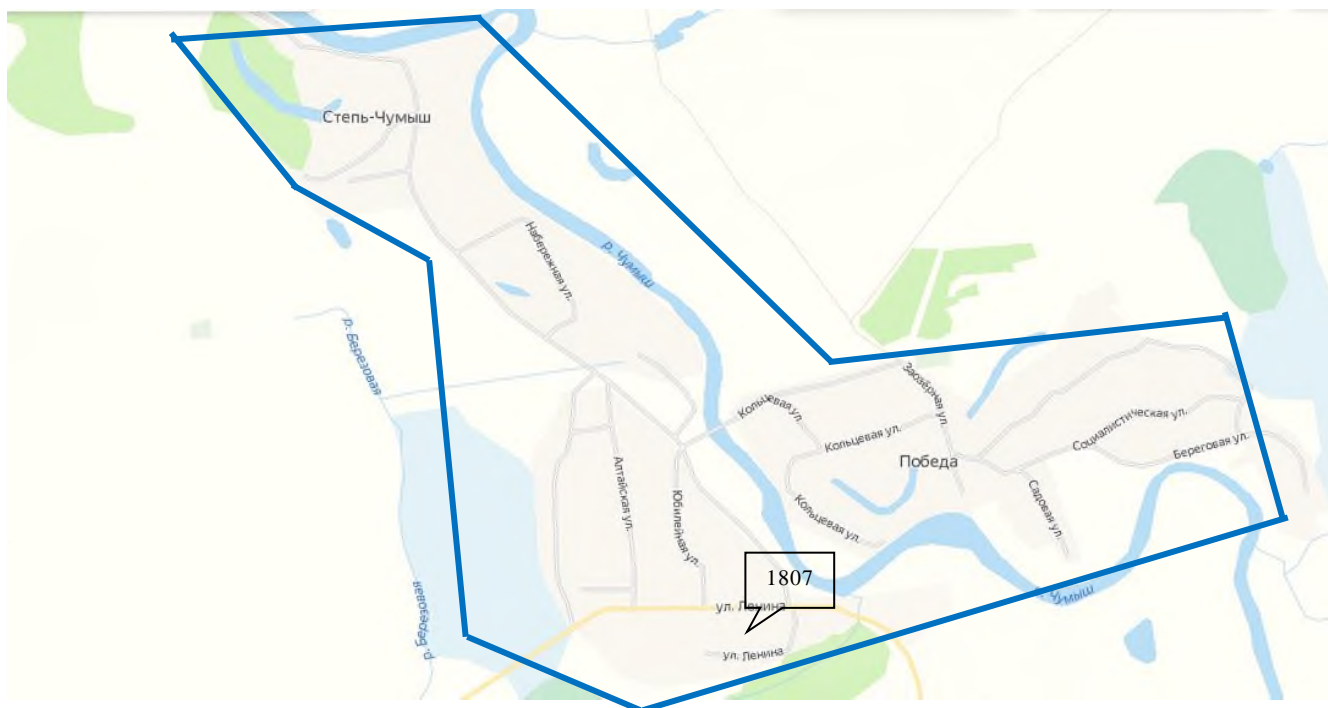 Степь-Чумыш
Набережная ул.
р. Чумыш
р. Березовая
Заозёрная ул.
Кольцевая ул.
Кольцевая ул.
Социалистическая ул.
Береговая ул.
Победа
Алтайская ул.
Юбилейная ул.
Кольцевая ул.
Садовая ул.
1807
р. Березовая
Чумыш
ул. Ленина
ул. Ленина